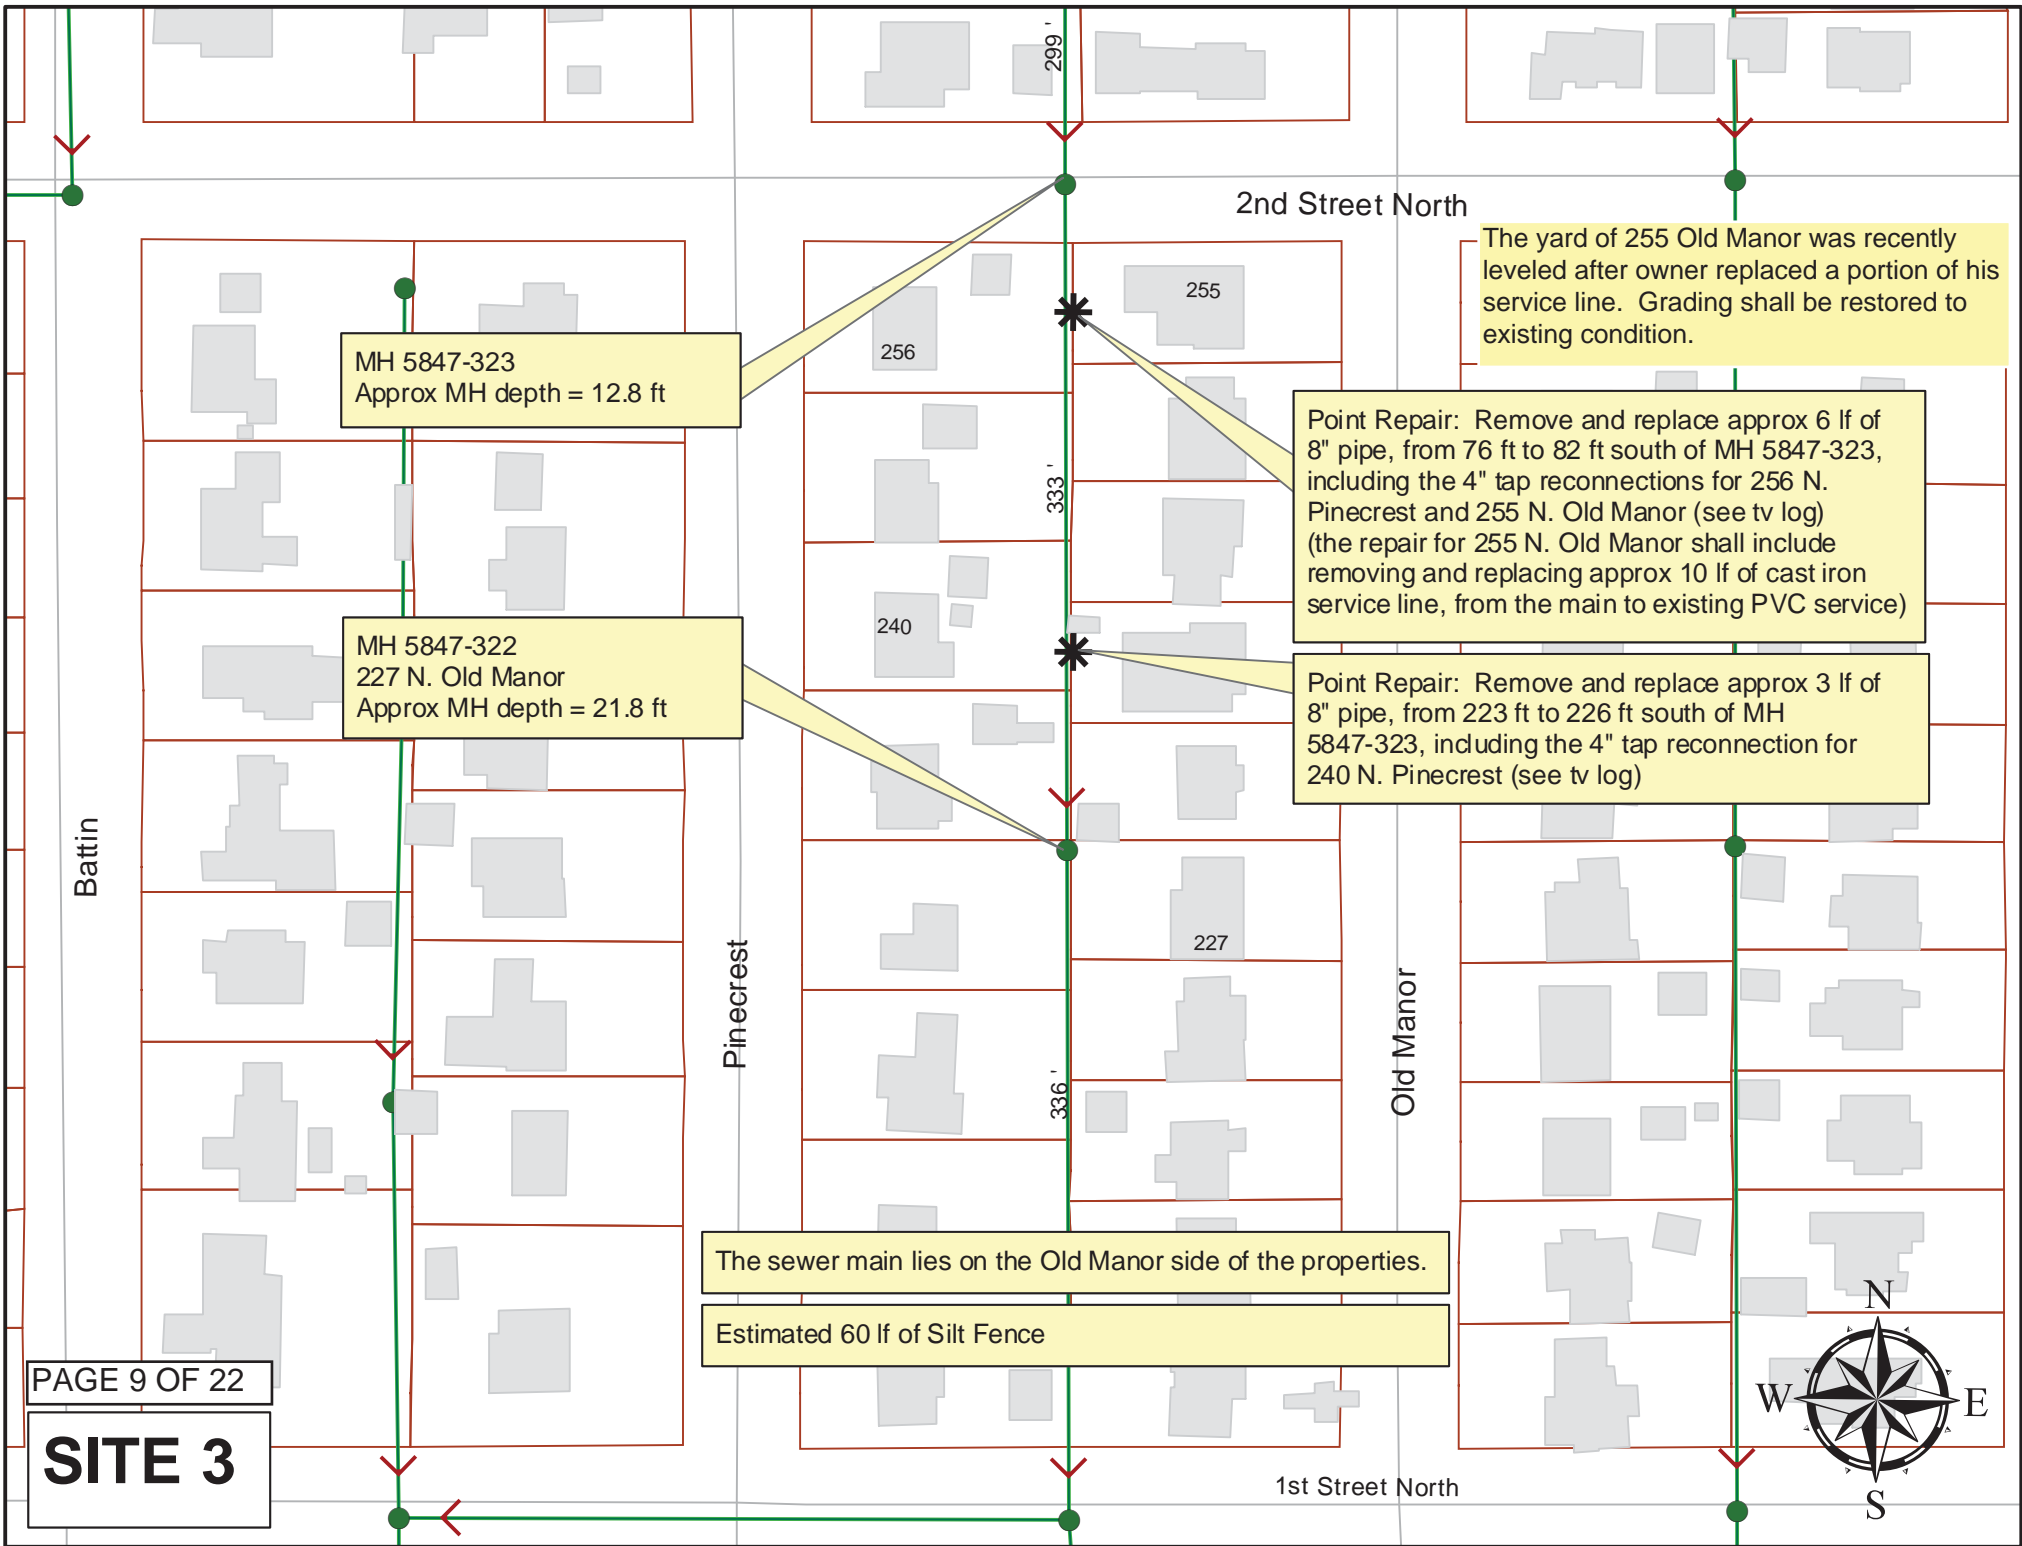 299 '
2nd Street North
The yard of 255 Old Manor was recently
leveled after owner replaced a portion of his
service line.  Grading shall be restored to
existing condition.
255
256
MH 5847-323
Approx MH depth = 12.8 ft
Point Repair:  Remove and replace approx 6 lf of
8" pipe, from 76 ft to 82 ft south of MH 5847-323,
including the 4" tap reconnections for 256 N.
Pinecrest and 255 N. Old Manor (see tv log)
(the repair for 255 N. Old Manor shall include
removing and replacing approx 10 lf of cast iron
service line, from the main to existing PVC service)
333 '
240
MH 5847-322
227 N. Old Manor
Approx MH depth = 21.8 ft
Point Repair:  Remove and replace approx 3 lf of
8" pipe, from 223 ft to 226 ft south of MH
5847-323, including the 4" tap reconnection for
240 N. Pinecrest (see tv log)
Battin
Pinecrest
227
Old Manor
336 '
The sewer main lies on the Old Manor side of the properties.
Estimated 60 lf of Silt Fence
N
W
E
S
PAGE 9 OF 22
SITE 3
1st Street North